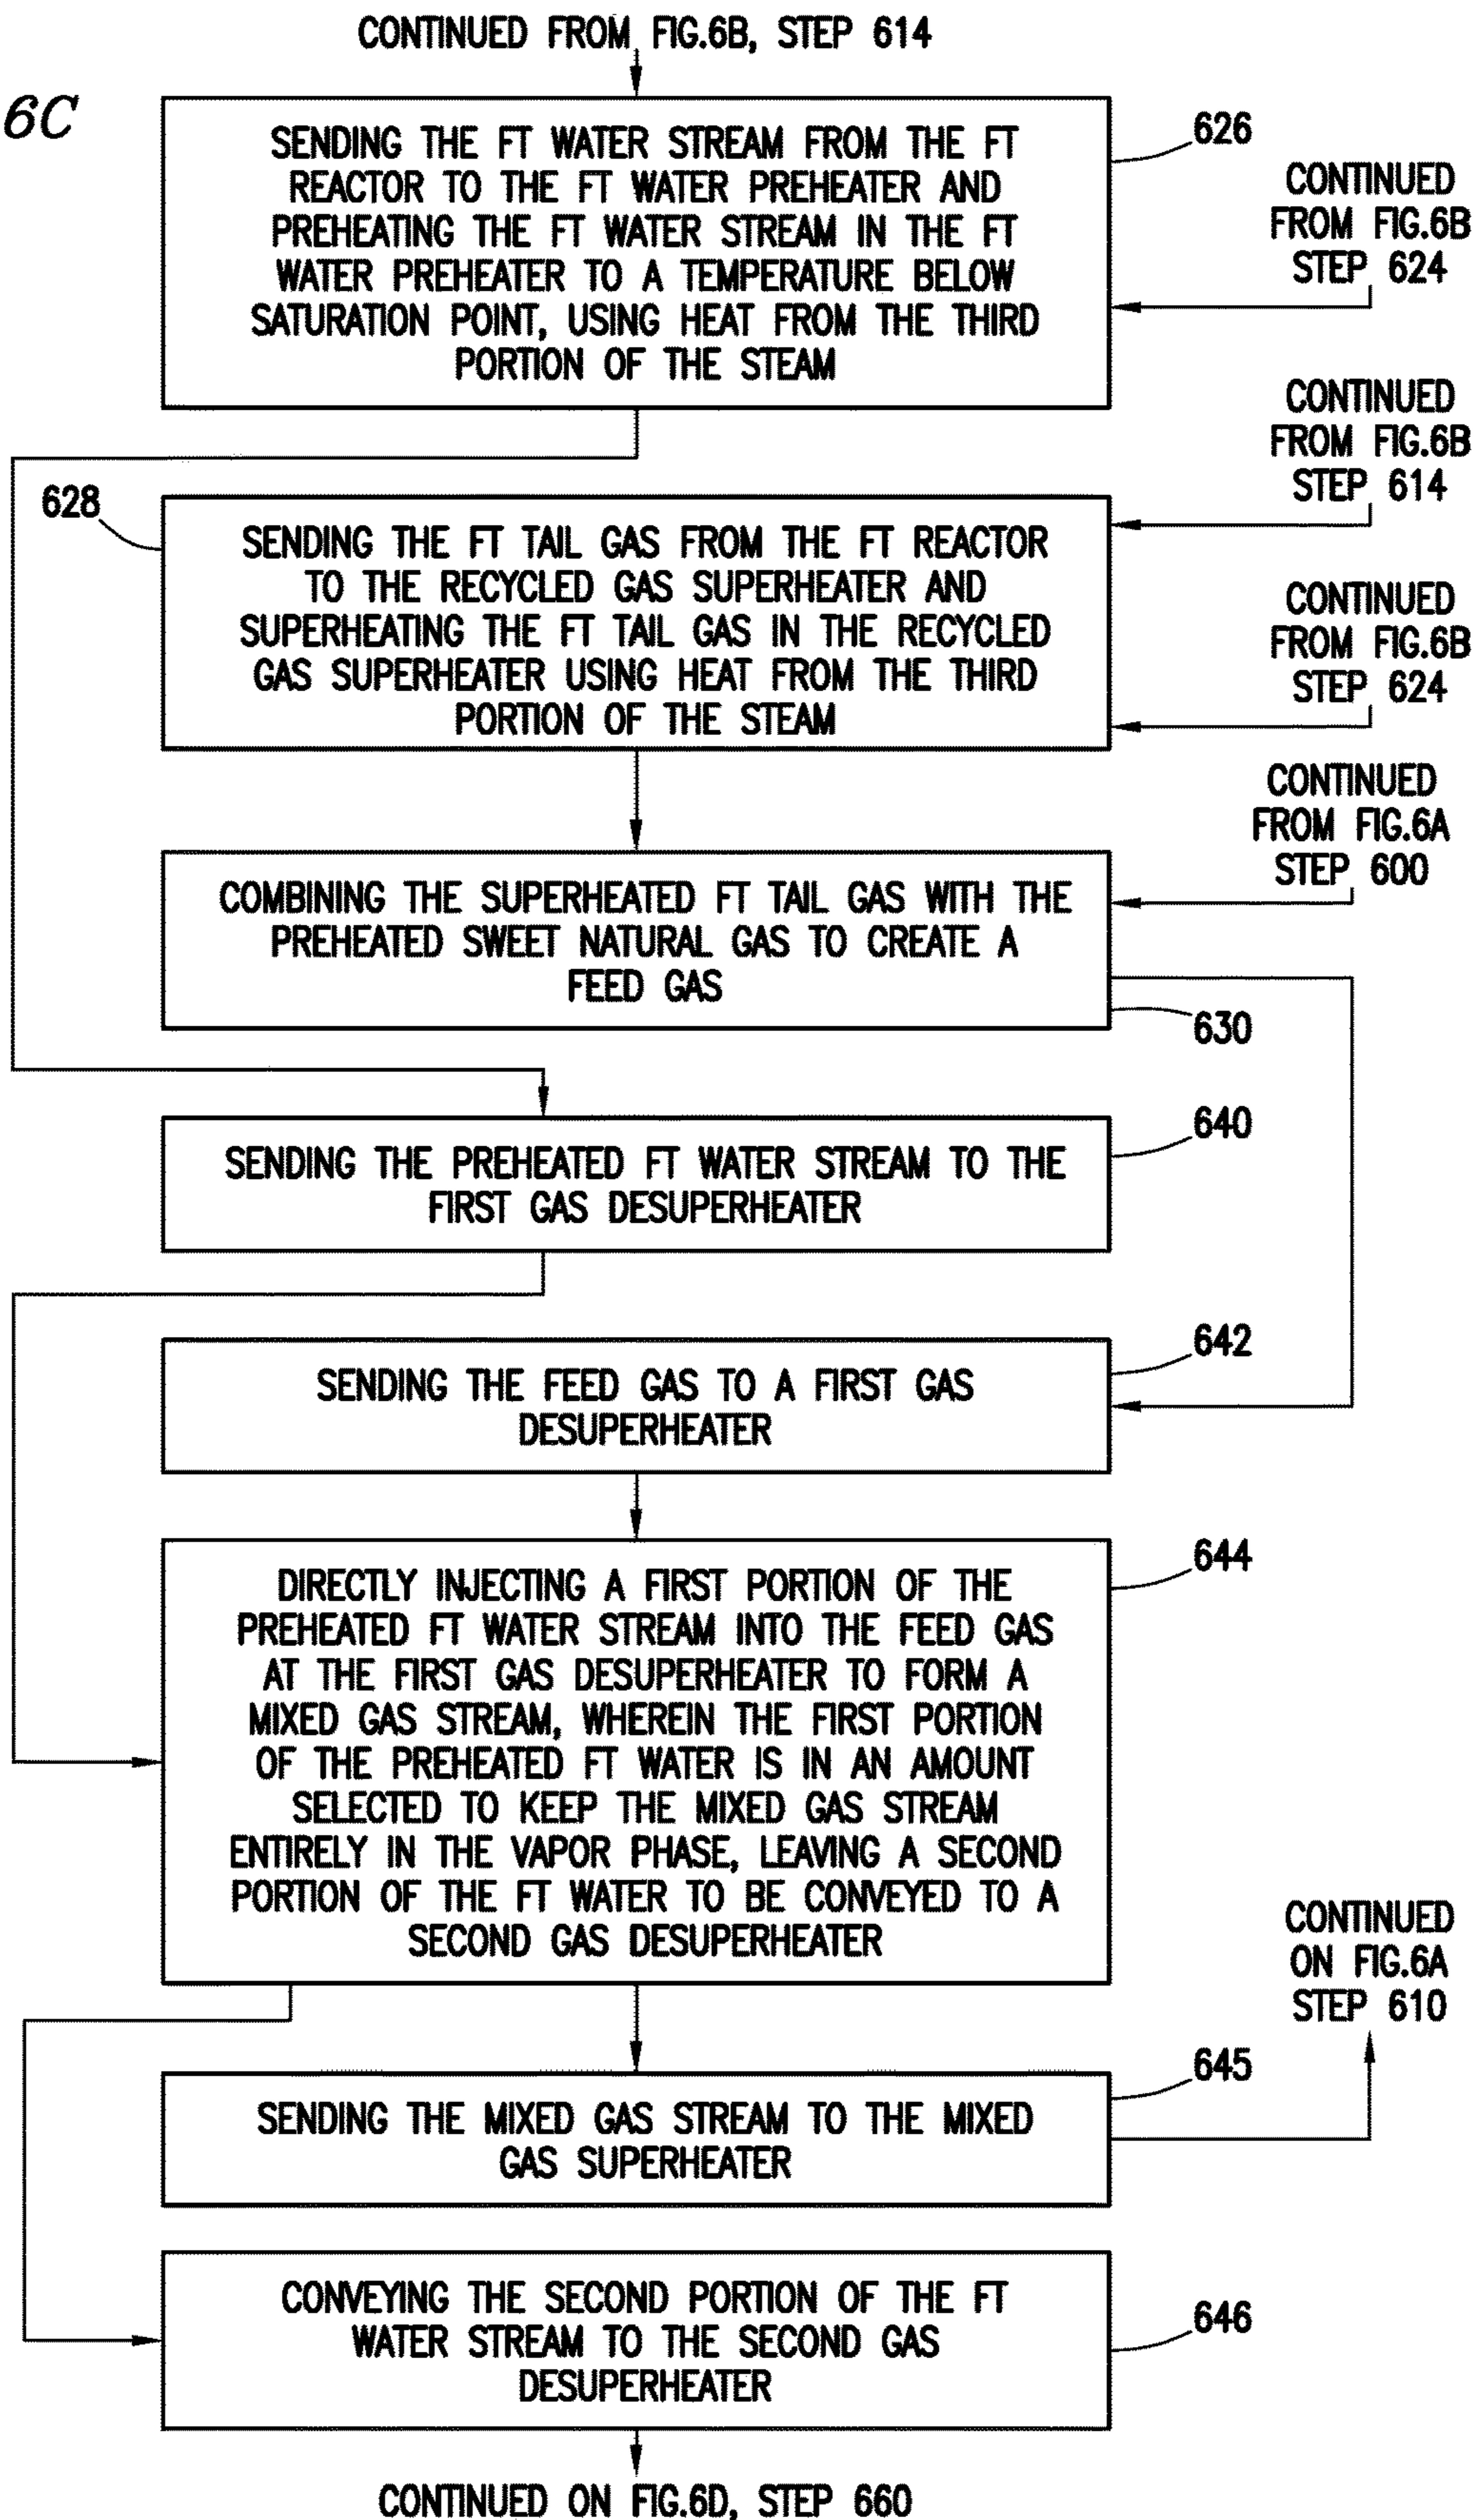 CONTINUED FROM FIG.6B, STEP 614
6C
SENDING THE FT WATER STREAM FROM THE FT
REACTOR TO THE FT WATER PREHEATER AND
PREHEATING THE FT WATER STREAM IN THE FT
WATER PREHEATER TO A TEMPERATURE BELOW
SATURATION POINT, USING HEAT FROM THE THIRD
PORTION OF THE STEAM
626
CONTINUED
FROM FIG.6B
STEP 624
CONTINUED
FROM FIG.6B
STEP 614
628
SENDING THE FT TAIL GAS FROM THE FT REACTOR
TO THE RECYCLED GAS SUPERHEATER AND
SUPERHEATING THE FT TAIL GAS IN THE RECYCLED
GAS SUPERHEATER USING HEAT FROM THE THIRD
PORTION OF THE STEAM
CONTINUED
FROM FIG.6B
STEP 624
CONTINUED
FROM FIG.6A
STEP 600
COMBINING THE SUPERHEATED FT TAIL GAS WITH THE
PREHEATED SWEET NATURAL GAS TO CREATE A
FEED GAS
630
SENDING THE PREHEATED FT WATER STREAM TO THE
FIRST GAS DESUPERHEATER
640
SENDING THE FEED GAS TO A FIRST GAS
DESUPERHEATER
642
DIRECTLY INJECTING A FIRST PORTION OF THE
PREHEATED FT WATER STREAM INTO THE FEED GAS
AT THE FIRST GAS DESUPERHEATER TO FORM A
MIXED GAS STREAM, WHEREIN THE FIRST PORTION
OF THE PREHEATED FT WATER IS IN AN AMOUNT
SELECTED TO KEEP THE MIXED GAS STREAM
ENTIRELY IN THE VAPOR PHASE, LEAVING A SECOND
PORTION OF THE FT WATER TO BE CONVEYED TO A
SECOND GAS DESUPERHEATER
644
CONTINUED
ON FIG.6A
STEP 610
SENDING THE MIXED GAS STREAM TO THE MIXED
GAS SUPERHEATER
645
CONVEYING THE SECOND PORTION OF THE FT
WATER STREAM TO THE SECOND GAS
DESUPERHEATER
646
CONTINUED ON FIG.6D, STEP 660